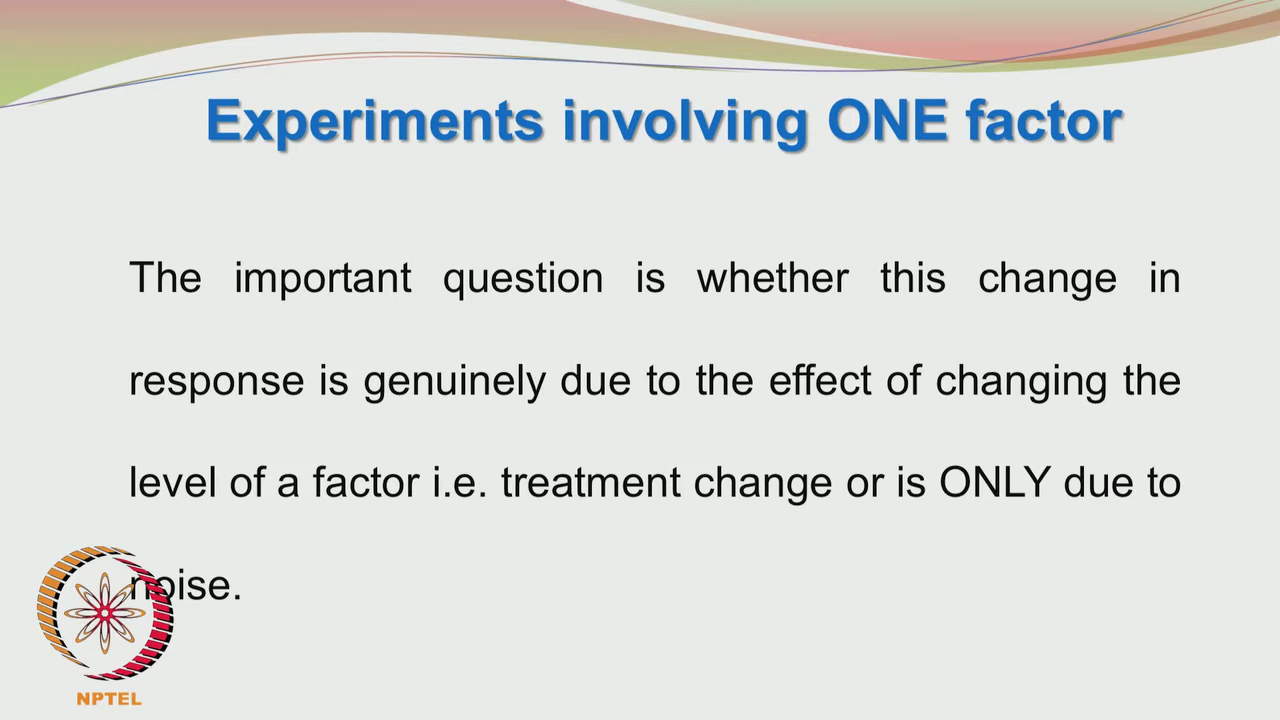 Experiments involving ONE factor
The important question is whether this change in
response is genuinely due to the effect of changing the
level of a factor i.e. treatment change or is ONLY due to
noise.
NPTEL